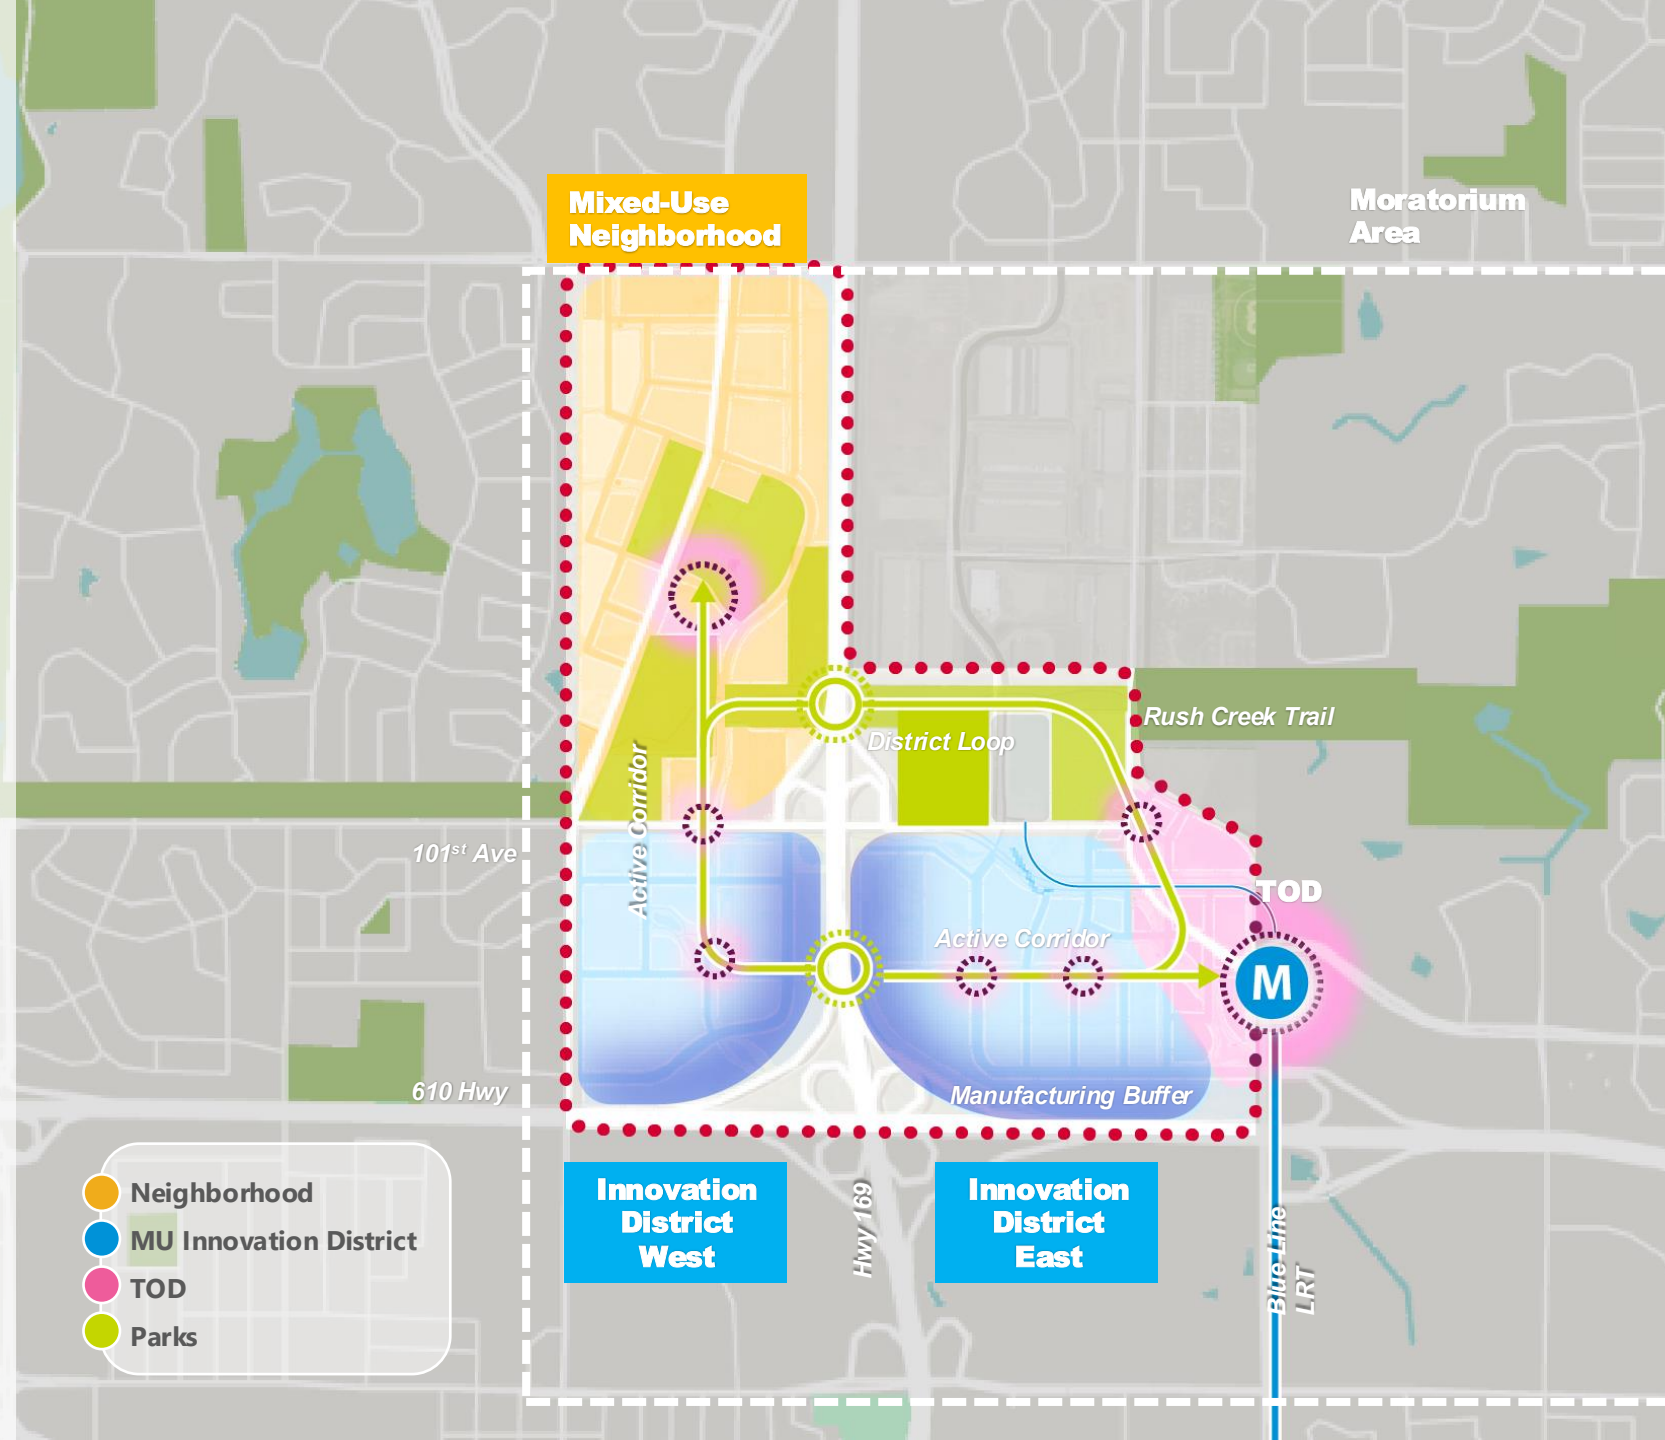 Mixed-Use
Neighborhood
Moratorium
Area
Rush Creek Trail
District Loop
Active Corridor
101st Ave
TOD
Active Corridor
M
610 Hwy
Manufacturing Buffer
Innovation
District
West
Hwy 169
Innovation
District
East
Blue Line
LRT
Neighborhood
MU Innovation District
TOD
Parks